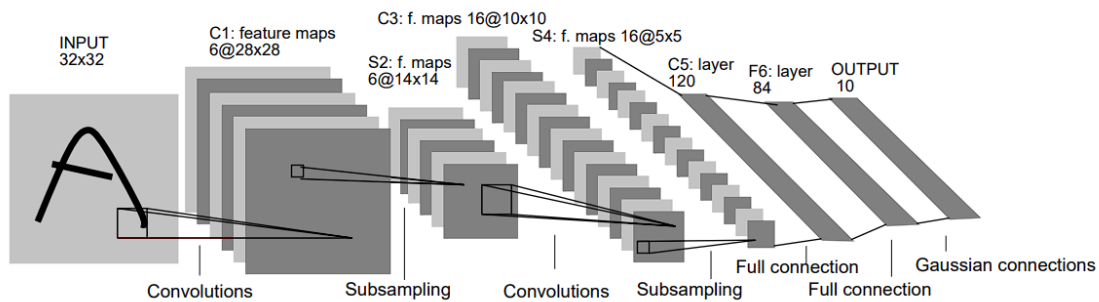 INPUT
32x32
C1: feature maps
6@28x28
S2: f. maps
6@14x14
C3: f. maps 16@10x10
S4: f. maps 16@5x5
C5: layer
120
F6: layer
84
OUTPUT
10
Convolutions
Subsampling
Convolutions
Subsampling
Full connection
Full connection
Gaussian connections